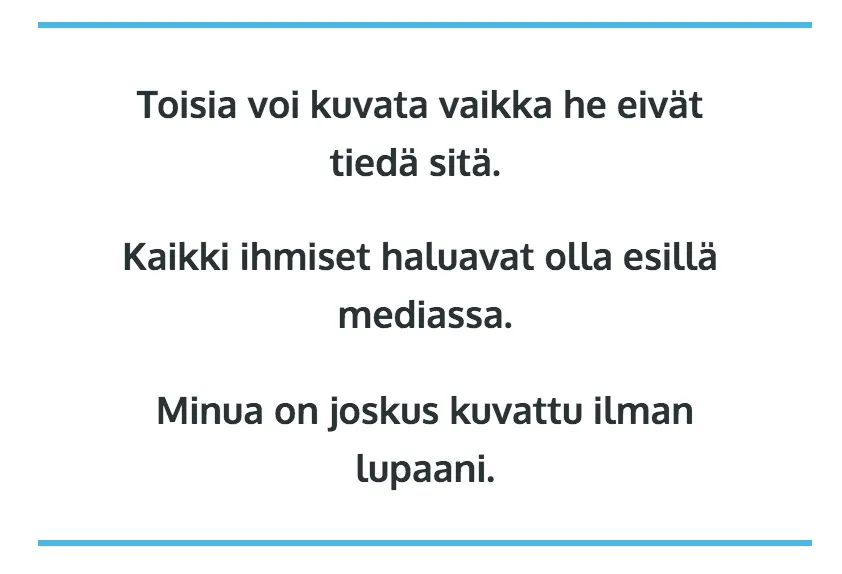 Toisia voi kuvata vaikka he eivät
tiedä sitä.
Kaikki ihmiset haluavat olla esillä
mediassa.
Minua on joskus kuvattu ilman
lupaani.